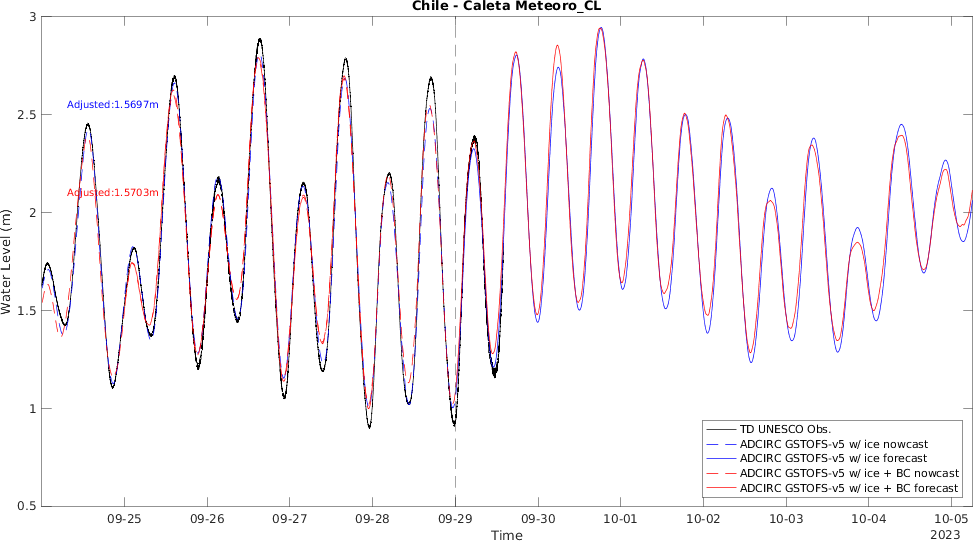 Chile - Caleta Meteoro_CL
3
2.5
2
1.5
1
0.5
Water Level (m)
Adjusted:1.5697m
Adjusted:1.5703m
TD UNESCO Obs.
ADCIRC GSTOFS-v5 w/ ice nowcast
ADCIRC GSTOFS-v5 w/ ice forecast
ADCIRC GSTOFS-v5 w/ ice + BC nowcast
ADCIRC GSTOFS-v5 w/ ice + BC forecast
09-25 09-26 09-27 09-28 09-29 09-30 10-01 10-02 10-03 10-04 10-05
Time
2023